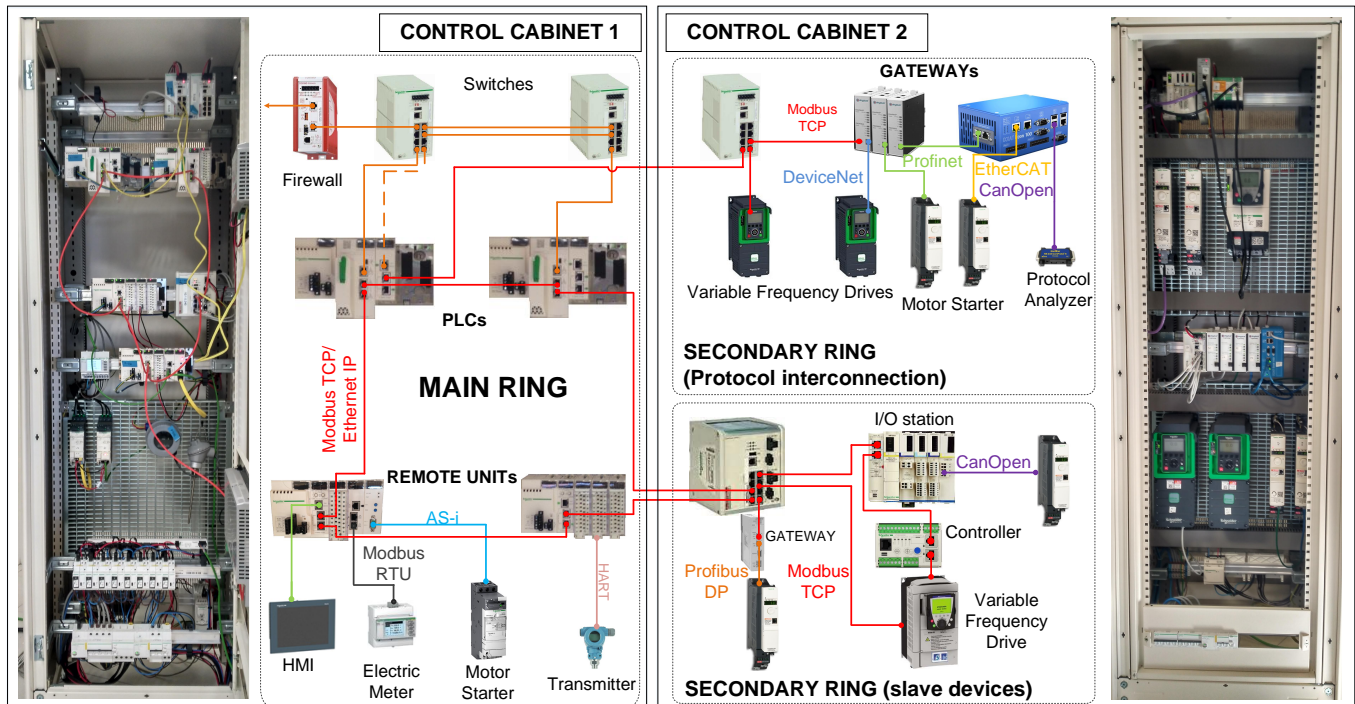 CONTROL CABINET 1
Switches
Firewall
PLCs
Modbus TCP/
Ethernet IP
MAIN RING
REMOTE UNITs
AS-i
Modbus
RTU
HART
HMI
Electric
Meter
Motor
Starter
Transmitter
CONTROL CABINET 2
GATEWAYs
Modbus
TCP
Profinet
EtherCAT
CanOpen
DeviceNet
Variable Frequency Drives
Motor Starter
Protocol
Analyzer
SECONDARY RING
(Protocol interconnection)
I/O station
CanOpen
GATEWAY
Controller
Profibus
DP
Modbus
TCP
Variable
Frequency
Drive
SECONDARY RING (slave devices)